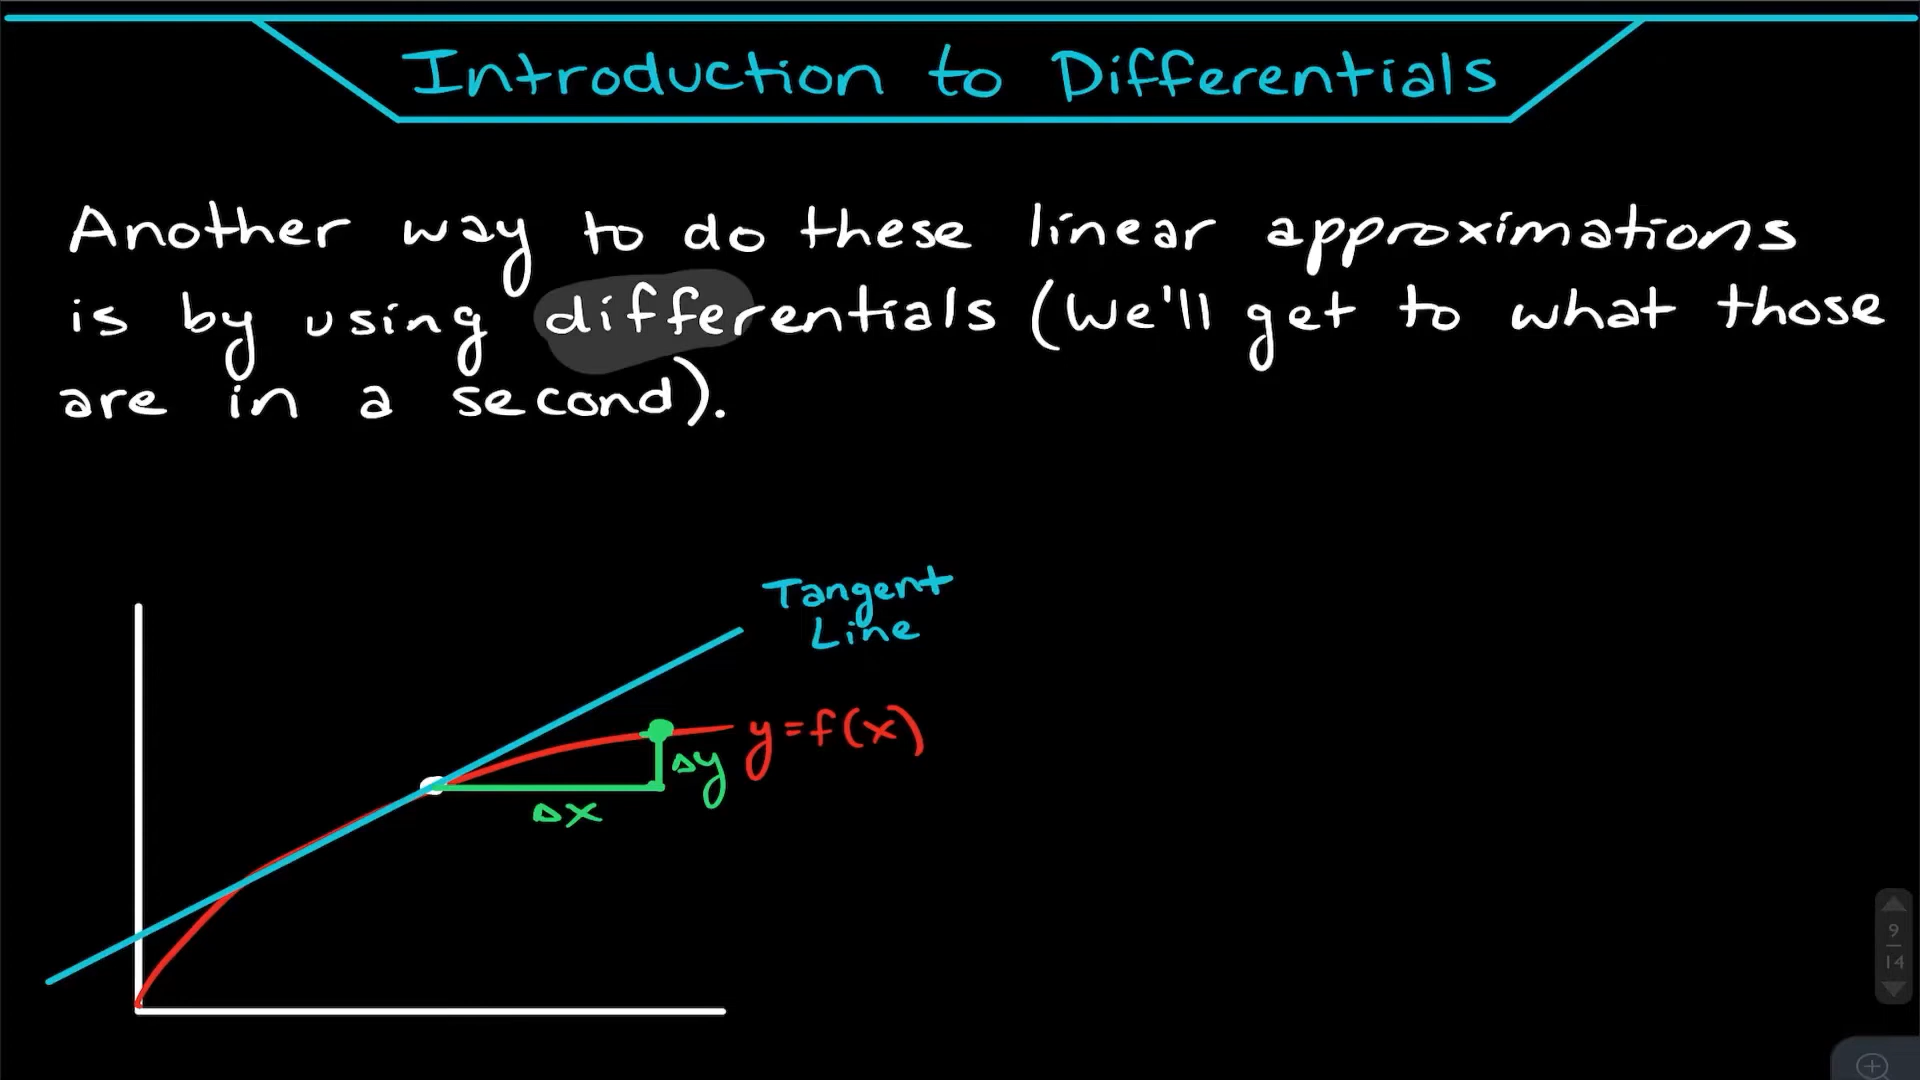 Introduction to Differentials
Another way to do these linear approximations
is by using differentials (we'll get to what those
are in a second).
Tangent
Line
y=f(x)
Δy
Δx
9
14